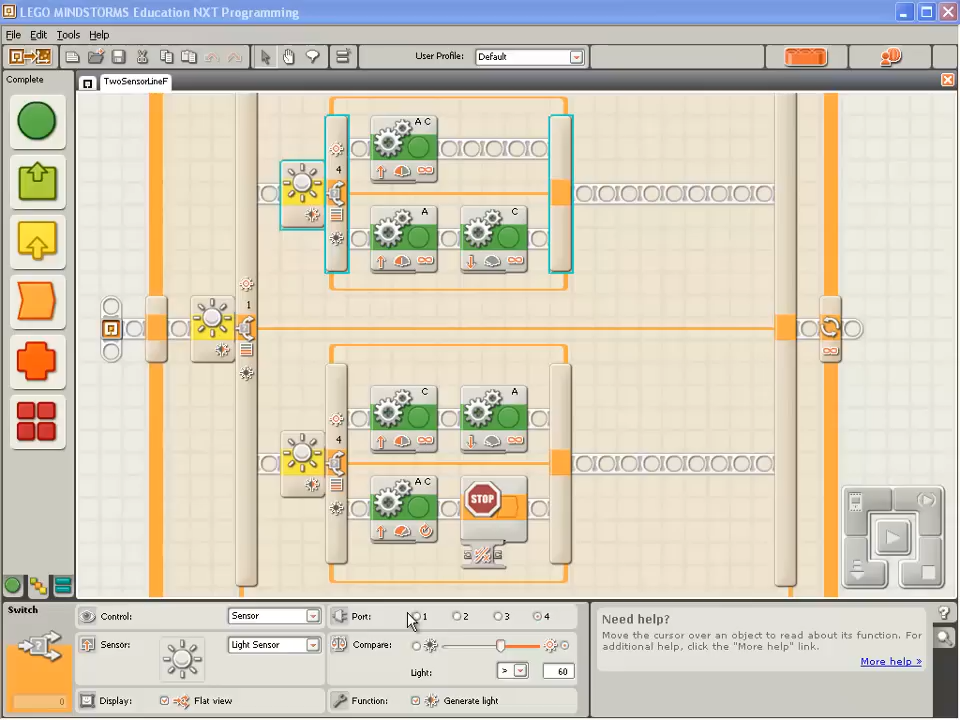 LEGO MINDSTORMS Education NXT Programming
File Edit Tools Help
User Profile: Default
Complete
TwoSensorLineF
A C
4
A C
1
C A
4
A C
STOP
Switch
Control: Sensor
Port: 1 2 3 4
Sensor: Light Sensor
Compare:
Light: > 60
Display: Flat view
Function: Generate light
0
Need help?
Move the cursor over an object to read about its function. For
additional help, click the "More help" link.
More help »